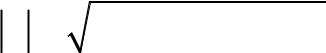 | | √